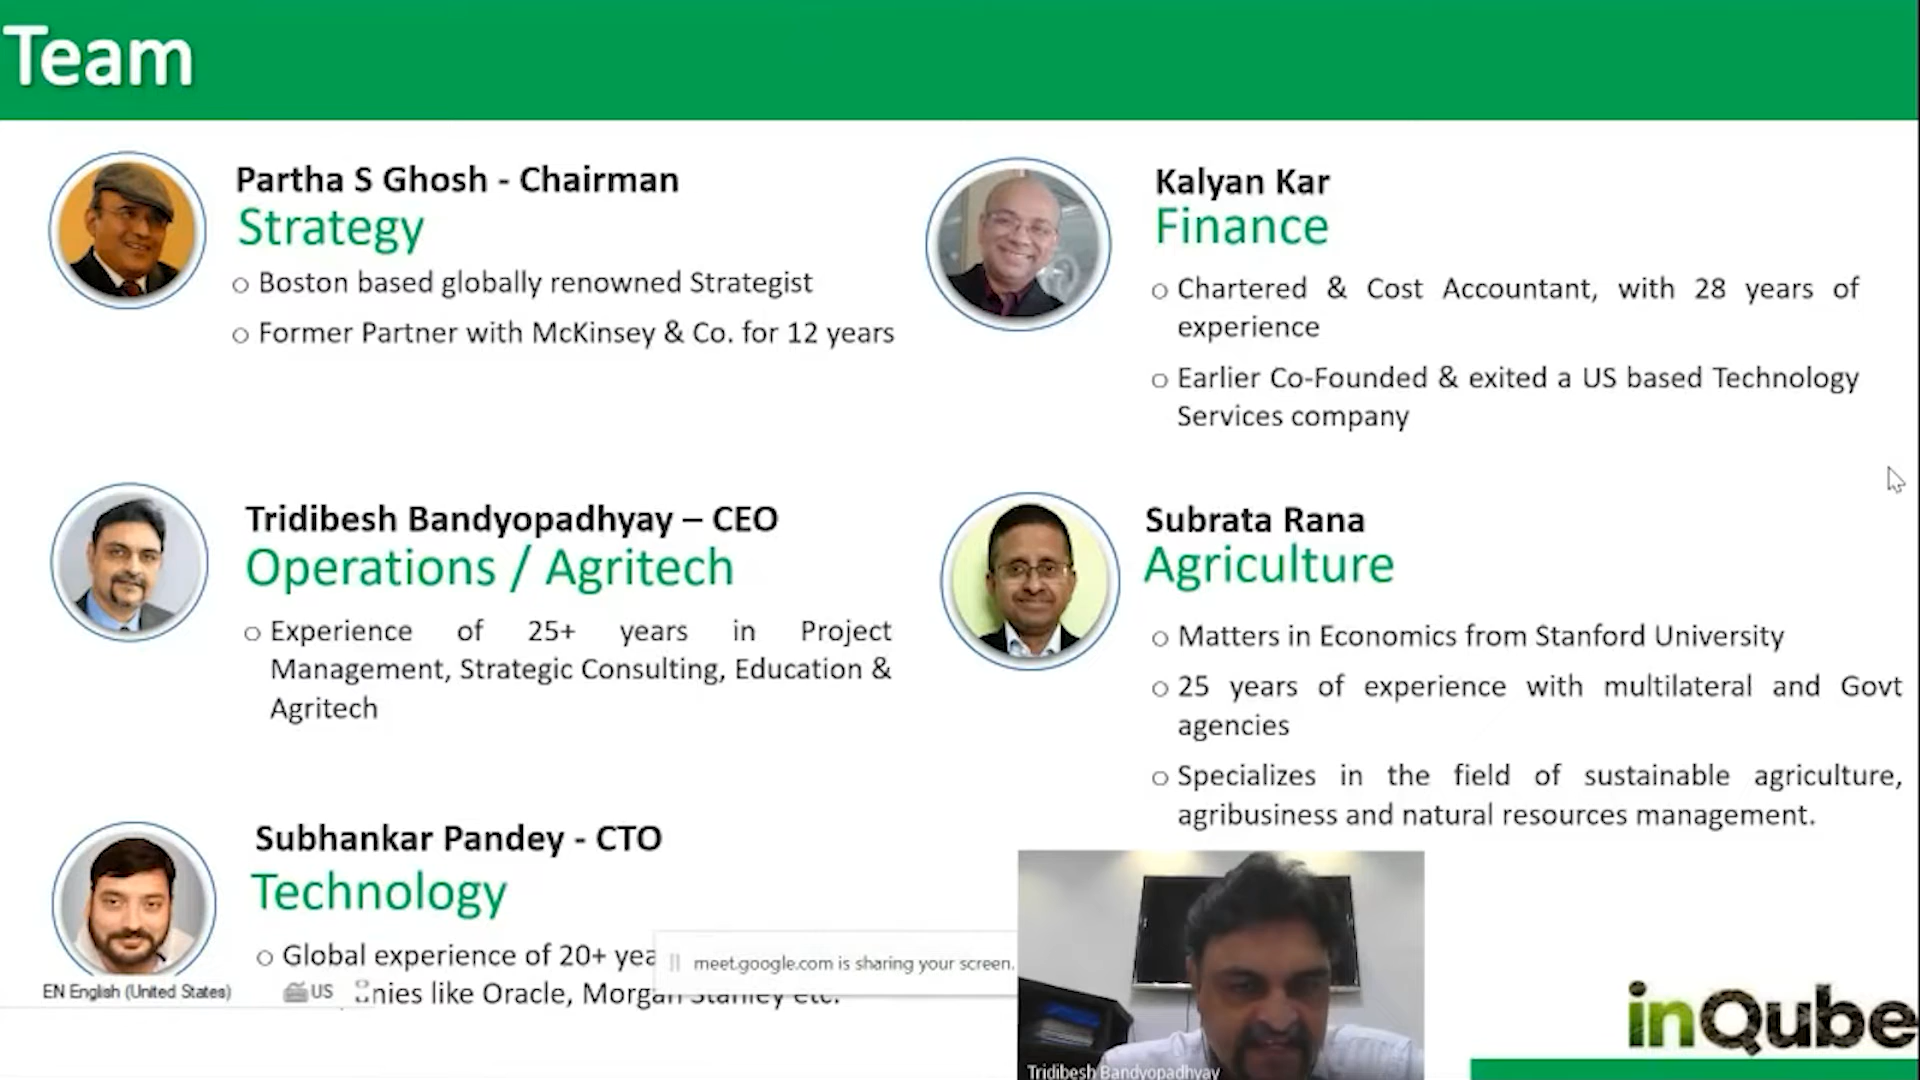 Team
Partha S Ghosh - Chairman
Strategy
Boston based globally renowned Strategist
Former Partner with McKinsey & Co. for 12 years
Kalyan Kar
Finance
Chartered & Cost Accountant, with 28 years of
experience
Earlier Co-Founded & exited a US based Technology
Services company
Tridibesh Bandyopadhyay – CEO
Operations / Agritech
Experience of 25+ years in Project
Management, Strategic Consulting, Education &
Agritech
Subrata Rana
Agriculture
Matters in Economics from Stanford University
25 years of experience with multilateral and Govt
agencies
Specializes in the field of sustainable agriculture,
agribusiness and natural resources management.
Subhankar Pandey - CTO
Technology
Global experience of 20+
like Oracle, Morgan Stanley etc.
meet.google.com is sharing your screen.
EN English (United States)
US
Tridibesh Bandyopadhyay
inQube